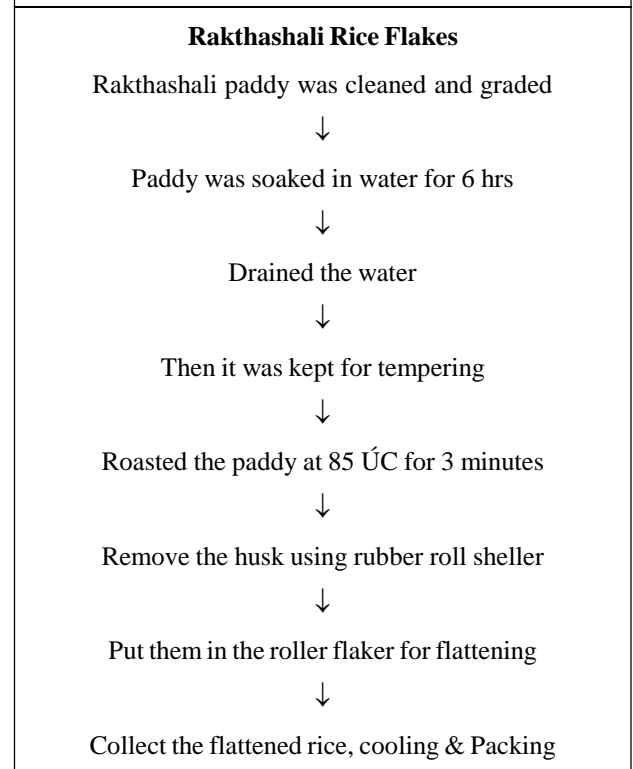 Rakthashali Rice Flakes
Rakthashali paddy was cleaned and graded
↓
Paddy was soaked in water for 6 hrs
↓
Drained the water
↓
Then it was kept for tempering
↓
Roasted the paddy at 85 ÚC for 3 minutes
↓
Remove the husk using rubber roll sheller
↓
Put them in the roller flaker for flattening
↓
Collect the flattened rice, cooling & Packing